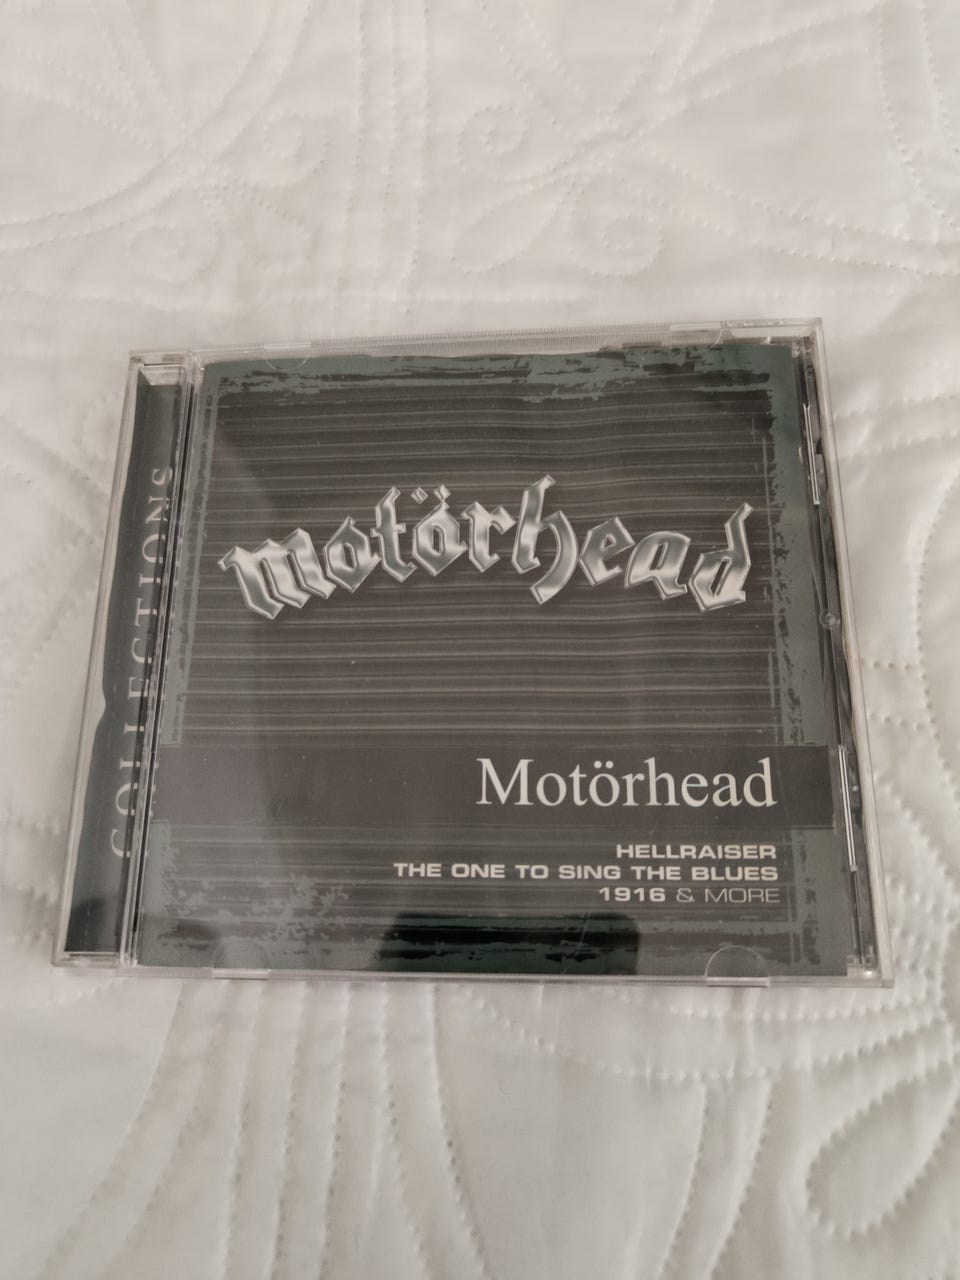 COLLECTIONS
motörhead
Motörhead
HELLRAISER
THE ONE TO SING THE BLUES
1916 & MORE